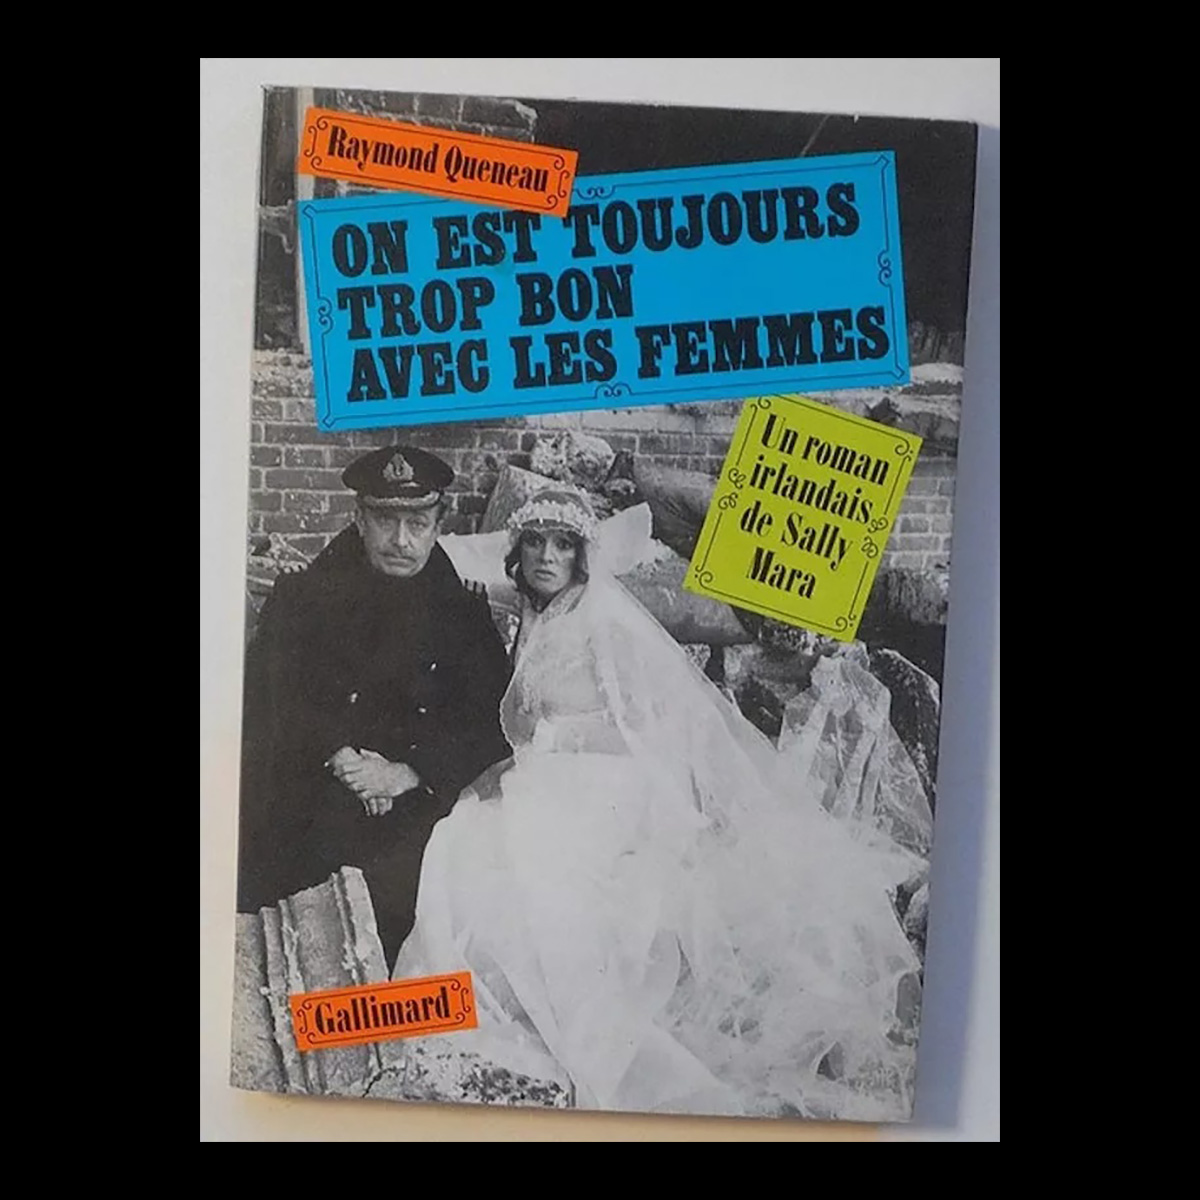 Raymond Queneau
ON EST TOUJOURS
TROP BON
AVEC LES FEMMES
Un roman
irlandais
de Sally
Mara
Gallimard